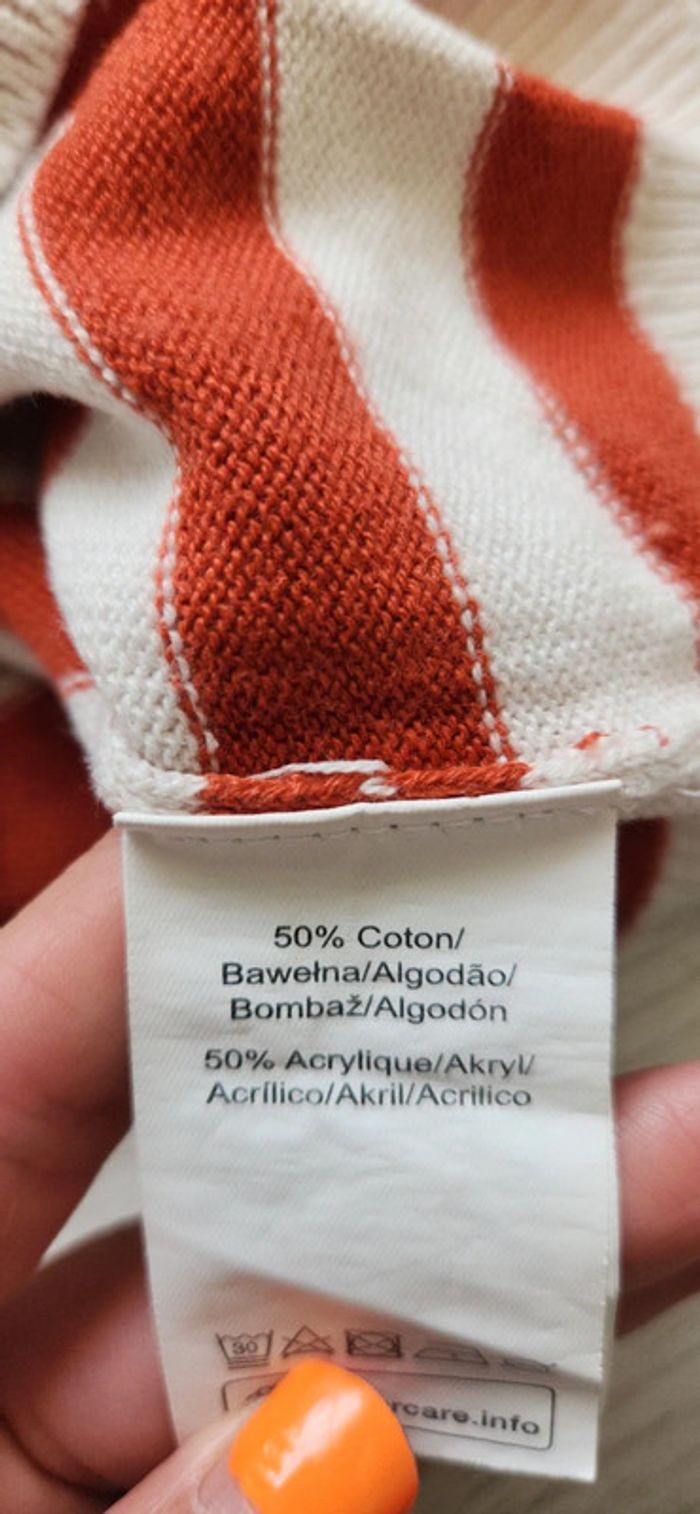 50% Coton/
Bawełna/Algodão/
Bombaž/Algodón
50% Acrylique/Akryl/
Acrílico/Akril/Acrilico
30
rcare.info